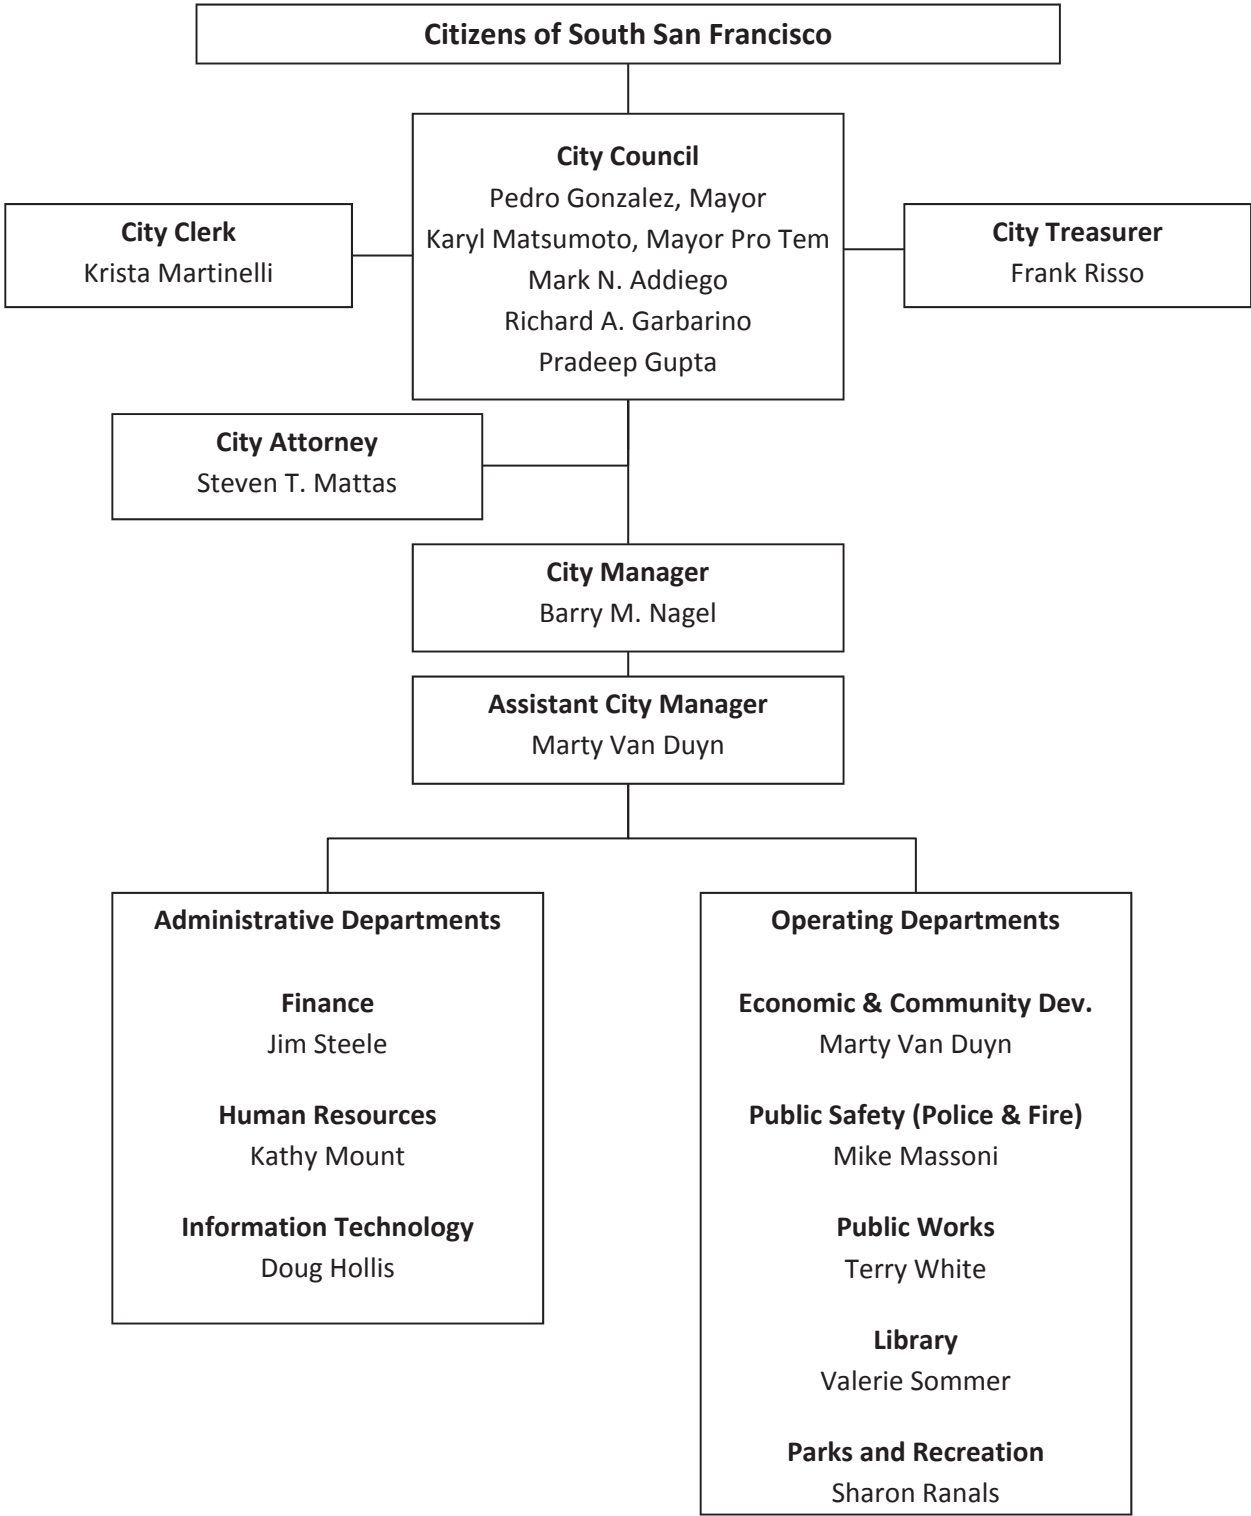 Citizens of South San Francisco
City Council
Pedro Gonzalez, Mayor
Karyl Matsumoto, Mayor Pro Tem
Mark N. Addiego
Richard A. Garbarino
Pradeep Gupta
City Clerk
Krista Martinelli
City Treasurer
Frank Risso
City Attorney
Steven T. Mattas
City Manager
Barry M. Nagel
Assistant City Manager
Marty Van Duyn
Administrative Departments
Finance
Jim Steele
Human Resources
Kathy Mount
Information Technology
Doug Hollis
Operating Departments
Economic & Community Dev.
Marty Van Duyn
Public Safety (Police & Fire)
Mike Massoni
Public Works
Terry White
Library
Valerie Sommer
Parks and Recreation
Sharon Ranals